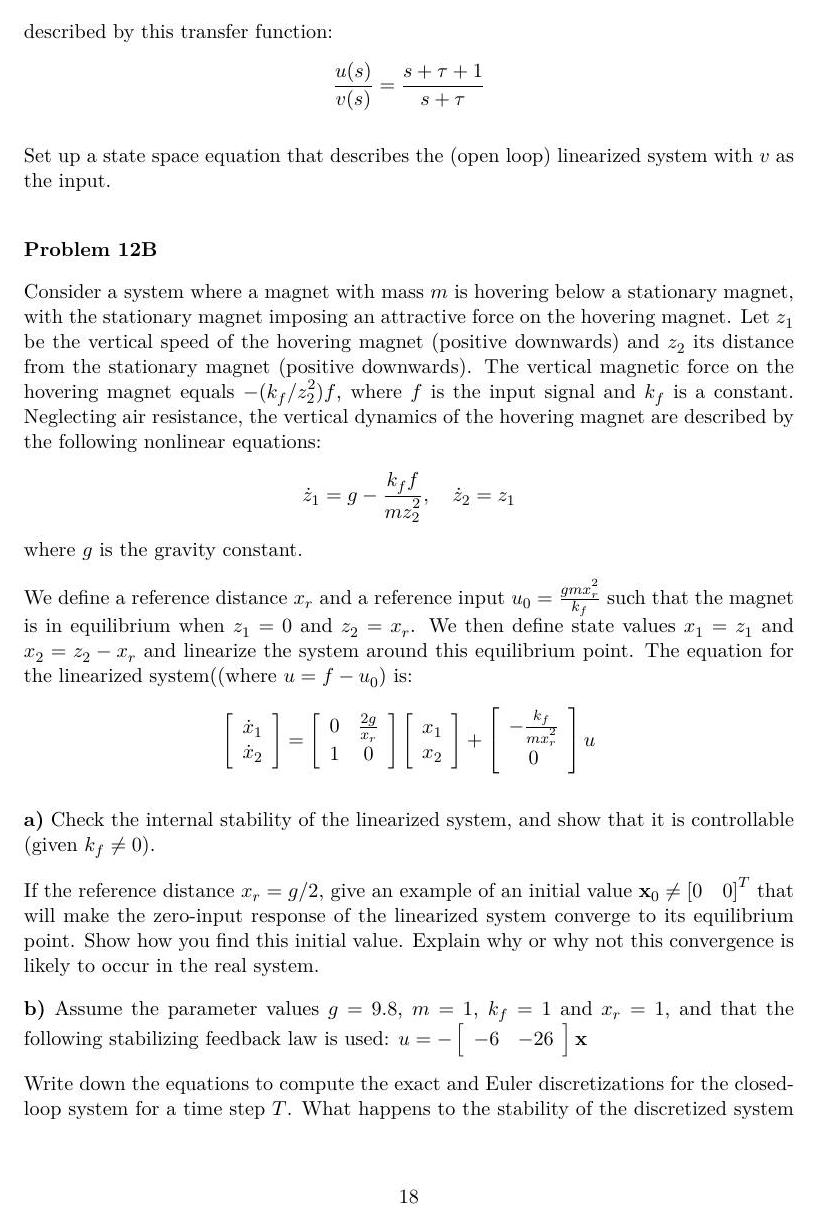 described by this transfer function:
u(s)/v(s) = (s + τ + 1)/(s + τ)
Set up a state space equation that describes the (open loop) linearized system with v as
the input.
Problem 12B
Consider a system where a magnet with mass m is hovering below a stationary magnet,
with the stationary magnet imposing an attractive force on the hovering magnet. Let z₁
be the vertical speed of the hovering magnet (positive downwards) and z₂ its distance
from the stationary magnet (positive downwards). The vertical magnetic force on the
hovering magnet equals −(k_f/z₂²)f, where f is the input signal and k_f is a constant.
Neglecting air resistance, the vertical dynamics of the hovering magnet are described by
the following nonlinear equations:
ż₁ = g − k_f f/(mz₂²), ż₂ = z₁
where g is the gravity constant.
We define a reference distance x_r and a reference input u₀ = gmx_r²/k_f such that the magnet
is in equilibrium when z₁ = 0 and z₂ = x_r. We then define state values x₁ = z₁ and
x₂ = z₂ − x_r and linearize the system around this equilibrium point. The equation for
the linearized system((where u = f − u₀) is:
[ẋ₁; ẋ₂] = [0 2g/x_r; 1 0] [x₁; x₂] + [−k_f/(mx_r²); 0] u
a) Check the internal stability of the linearized system, and show that it is controllable
(given k_f ≠ 0).
If the reference distance x_r = g/2, give an example of an initial value x₀ ≠ [0 0]ᵀ that
will make the zero-input response of the linearized system converge to its equilibrium
point. Show how you find this initial value. Explain why or why not this convergence is
likely to occur in the real system.
b) Assume the parameter values g = 9.8, m = 1, k_f = 1 and x_r = 1, and that the
following stabilizing feedback law is used: u = −[ −6 −26 ] x
Write down the equations to compute the exact and Euler discretizations for the closed-
loop system for a time step T. What happens to the stability of the discretized system
18